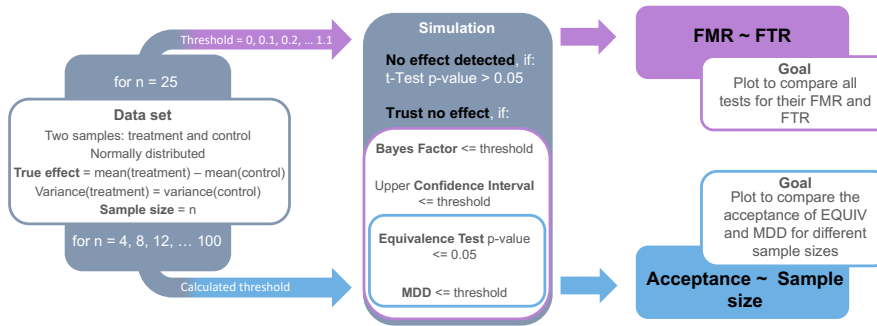 Threshold = 0, 0.1, 0.2, ... 1.1
for n = 25
Data set
Two samples: treatment and control
Normally distributed
True effect = mean(treatment) – mean(control)
Variance(treatment) = variance(control)
Sample size = n
for n = 4, 8, 12, ... 100
Calculated threshold
Simulation
No effect detected, if:
t-Test p-value > 0.05
Trust no effect, if:
Bayes Factor <= threshold
Upper Confidence Interval
<= threshold
Equivalence Test p-value
<= 0.05
MDD <= threshold
FMR ~ FTR
Goal
Plot to compare all
tests for their FMR and
FTR
Goal
Plot to compare the
acceptance of EQUIV
and MDD for different
sample sizes
Acceptance ~ Sample
size